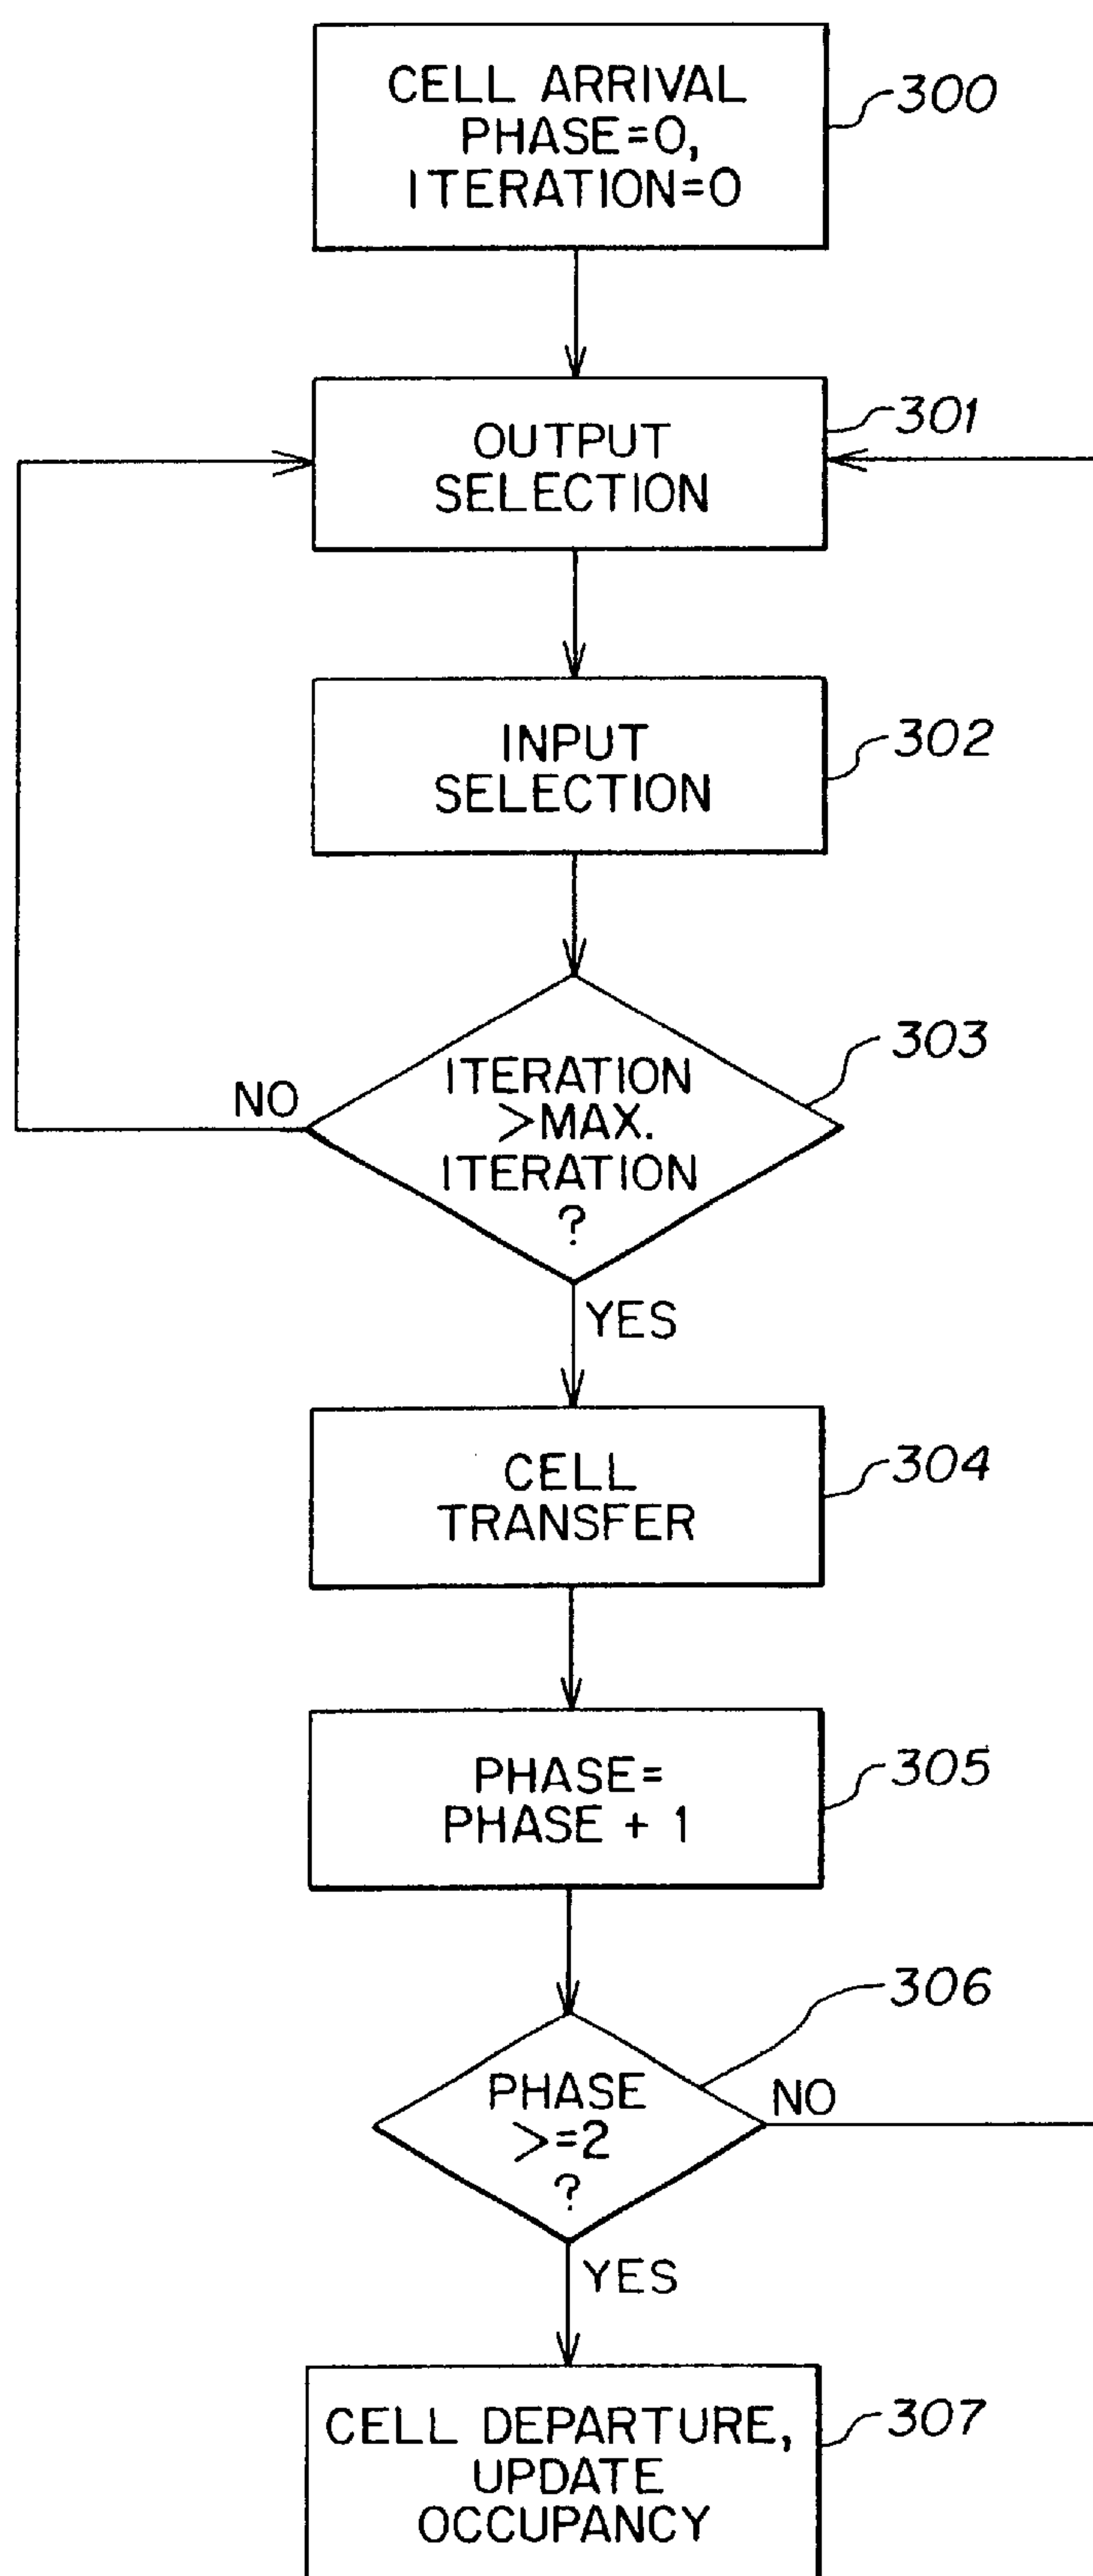 CELL ARRIVAL
PHASE=0,
ITERATION=0
300
OUTPUT
SELECTION
301
INPUT
SELECTION
302
ITERATION
>MAX.
ITERATION
?
303
NO
YES
CELL
TRANSFER
304
PHASE=
PHASE + 1
305
PHASE
>=2
?
306
NO
YES
CELL DEPARTURE,
UPDATE
OCCUPANCY
307